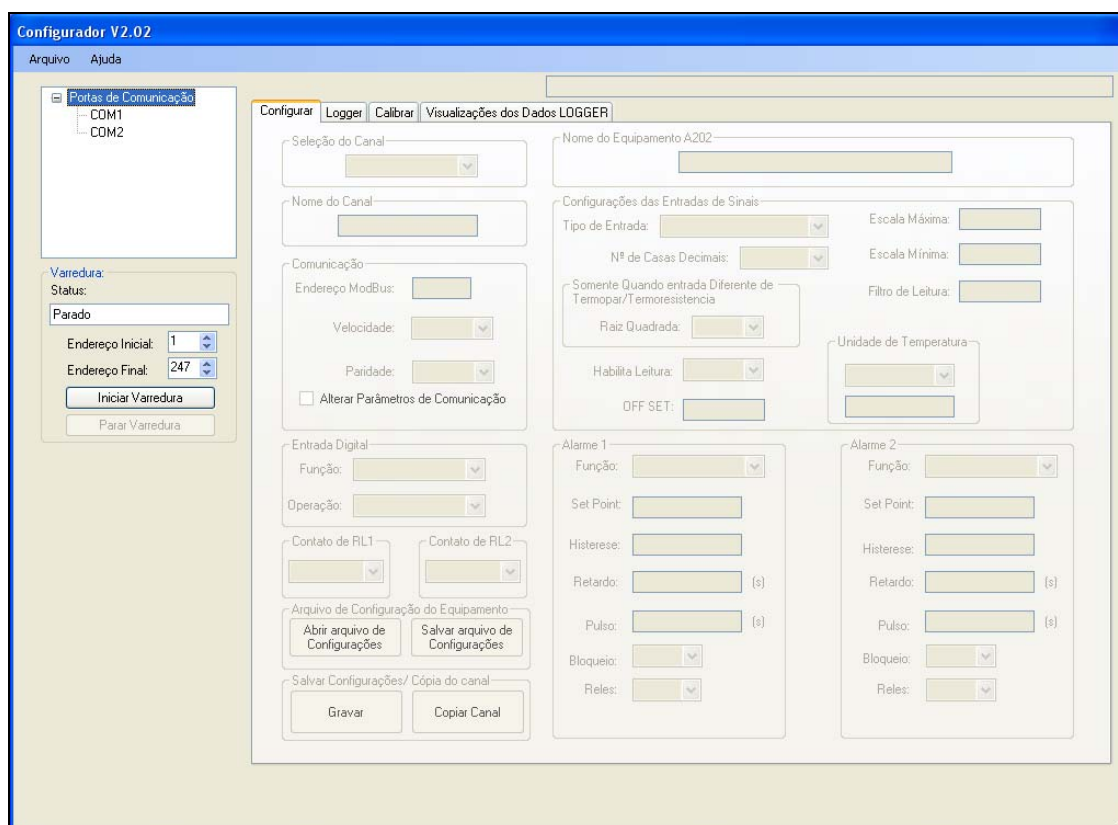 Configurador V2.02
Arquivo Ajuda
Portas de Comunicação
COM1
COM2
Varredura:
Status:
Parado
Endereço Inicial: 1
Endereço Final: 247
Iniciar Varredura
Parar Varredura
Configurar Logger Calibrar Visualizações dos Dados LOGGER
Seleção do Canal
Nome do Canal
Comunicação
Endereço ModBus:
Velocidade:
Paridade:
Alterar Parâmetros de Comunicação
Entrada Digital
Função:
Operação:
Contato de RL1
Contato de RL2
Arquivo de Configuração do Equipamento
Abrir arquivo de
Configurações
Salvar arquivo de
Configurações
Salvar Configurações/ Cópia do canal
Gravar
Copiar Canal
Nome do Equipamento A202
Configurações das Entradas de Sinais
Tipo de Entrada:
Nº de Casas Decimais:
Somente Quando entrada Diferente de
Termopar/Termoresistencia
Raiz Quadrada:
Habilita Leitura:
OFF SET:
Escala Máxima:
Escala Mínima:
Filtro de Leitura:
Unidade de Temperatura
Alarme 1
Função:
Set Point:
Histerese:
Retardo: (s)
Pulso: (s)
Bloqueio:
Reles:
Alarme 2
Função:
Set Point:
Histerese:
Retardo: (s)
Pulso: (s)
Bloqueio:
Reles: